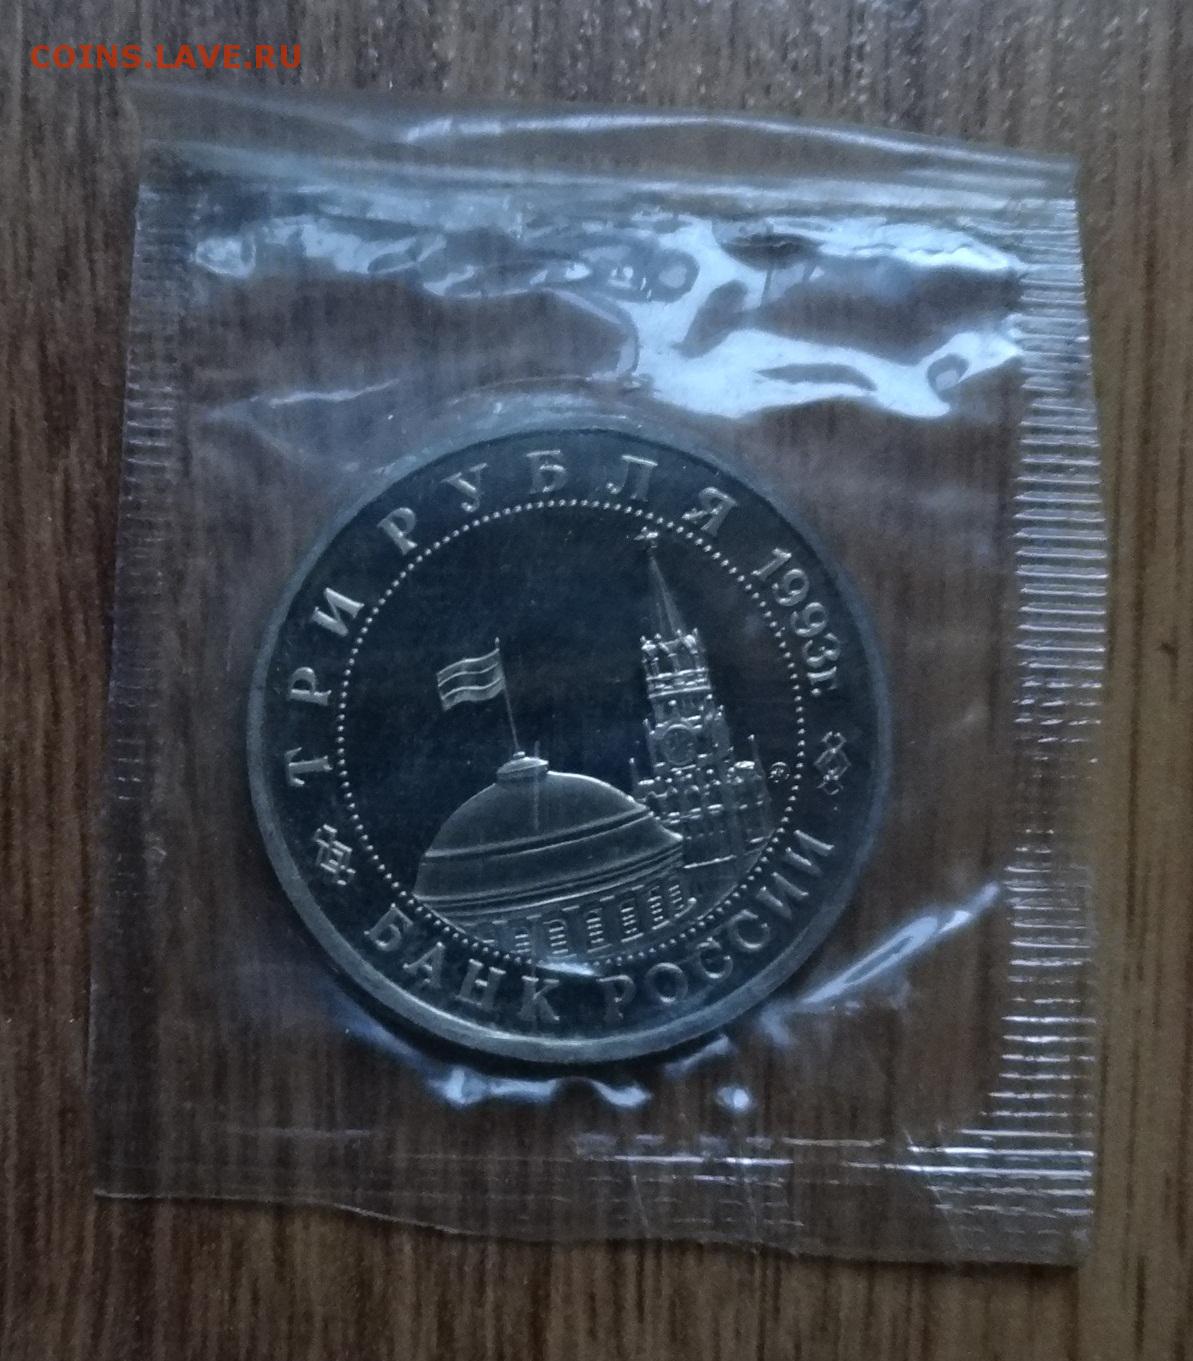 COINS.LAVE.RU
ТРИ РУБЛЯ 1993г.
БАНК РОССИИ